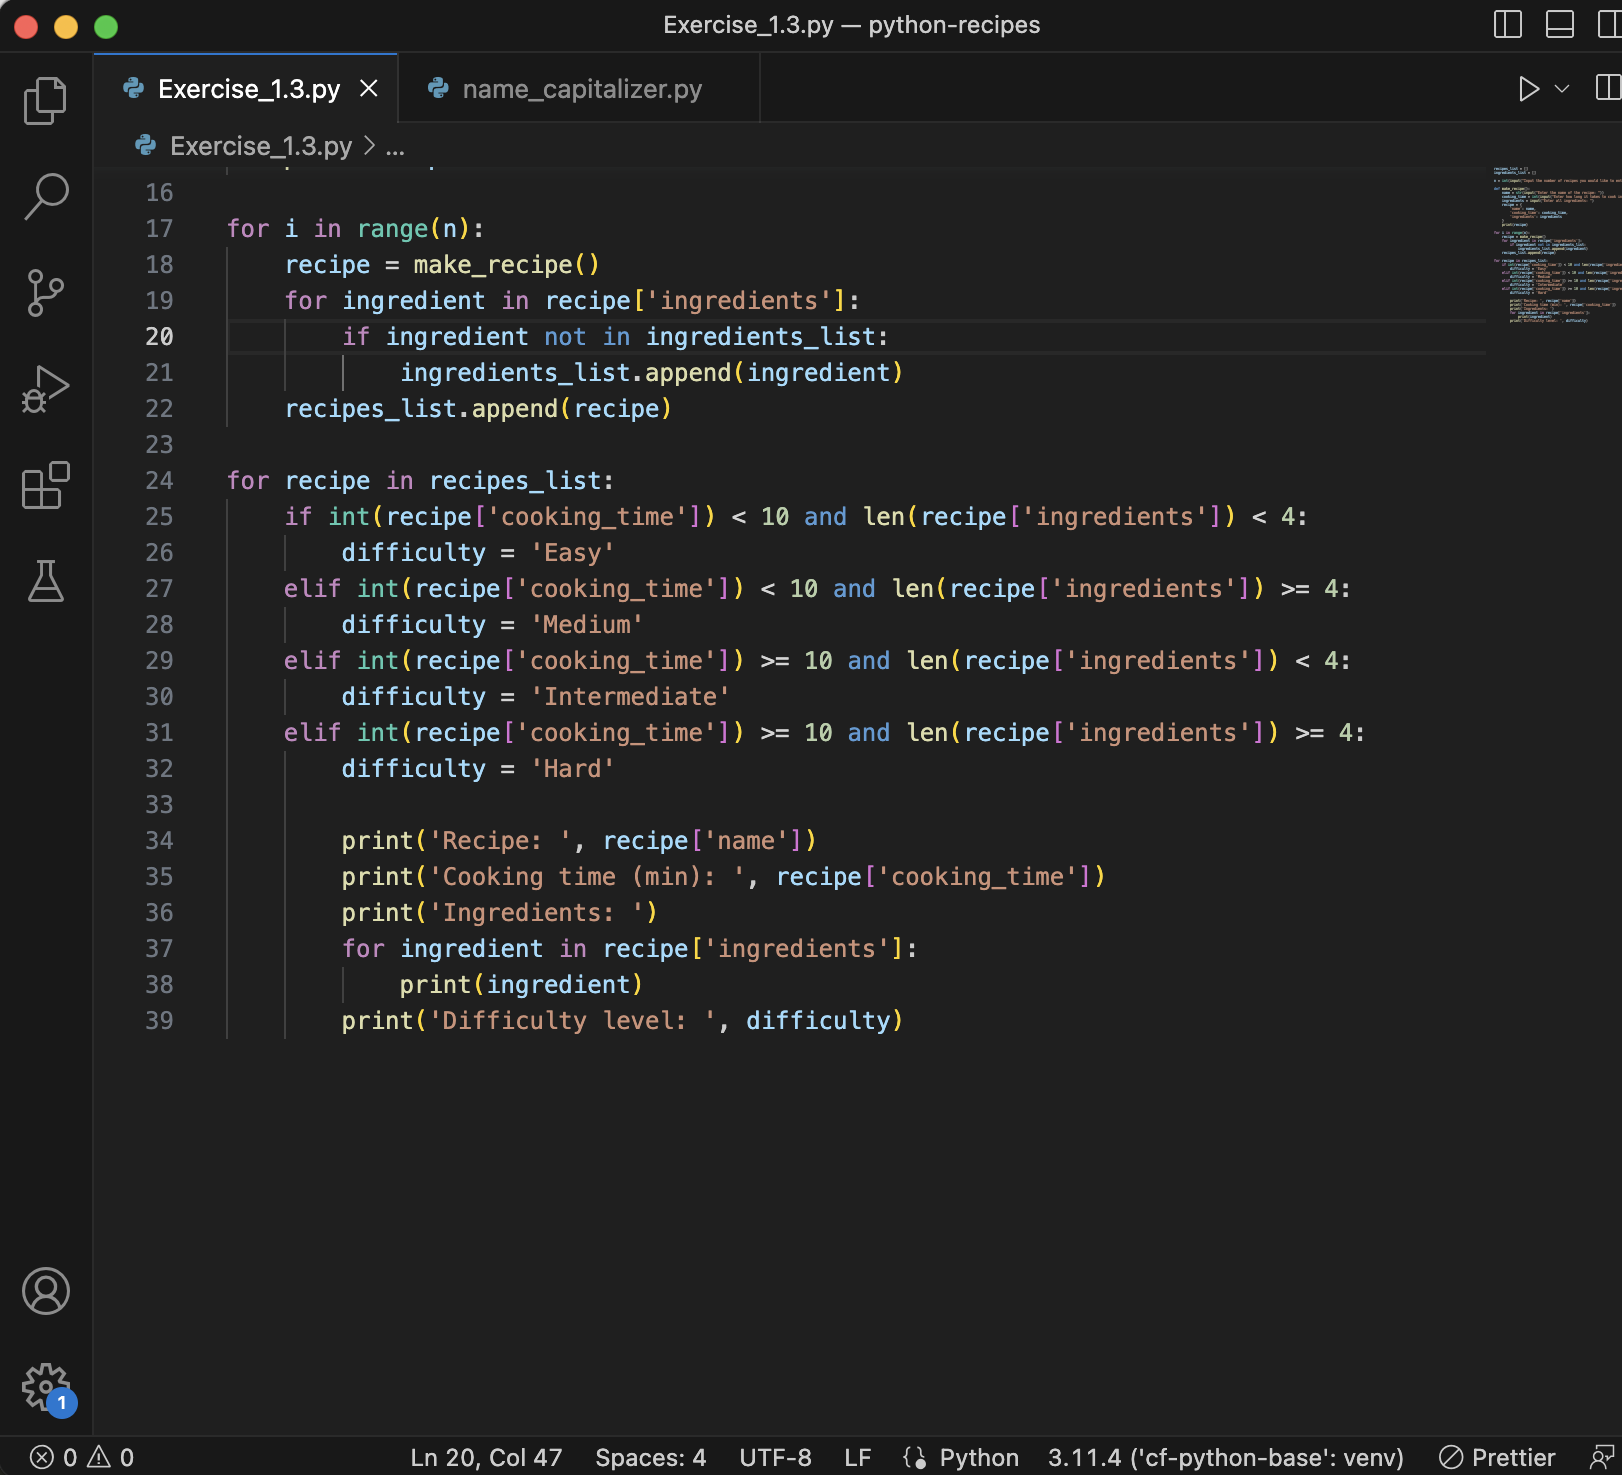 Exercise_1.3.py — python-recipes
Exercise_1.3.py name_capitalizer.py
Exercise_1.3.py > ...
16
17 for i in range(n):
18     recipe = make_recipe()
19     for ingredient in recipe['ingredients']:
20         if ingredient not in ingredients_list:
21             ingredients_list.append(ingredient)
22     recipes_list.append(recipe)
23
24 for recipe in recipes_list:
25     if int(recipe['cooking_time']) < 10 and len(recipe['ingredients']) < 4:
26         difficulty = 'Easy'
27     elif int(recipe['cooking_time']) < 10 and len(recipe['ingredients']) >= 4:
28         difficulty = 'Medium'
29     elif int(recipe['cooking_time']) >= 10 and len(recipe['ingredients']) < 4:
30         difficulty = 'Intermediate'
31     elif int(recipe['cooking_time']) >= 10 and len(recipe['ingredients']) >= 4:
32         difficulty = 'Hard'
33
34         print('Recipe: ', recipe['name'])
35         print('Cooking time (min): ', recipe['cooking_time'])
36         print('Ingredients: ')
37         for ingredient in recipe['ingredients']:
38             print(ingredient)
39         print('Difficulty level: ', difficulty)
1
0 0 Ln 20, Col 47 Spaces: 4 UTF-8 LF Python 3.11.4 ('cf-python-base': venv) Prettier